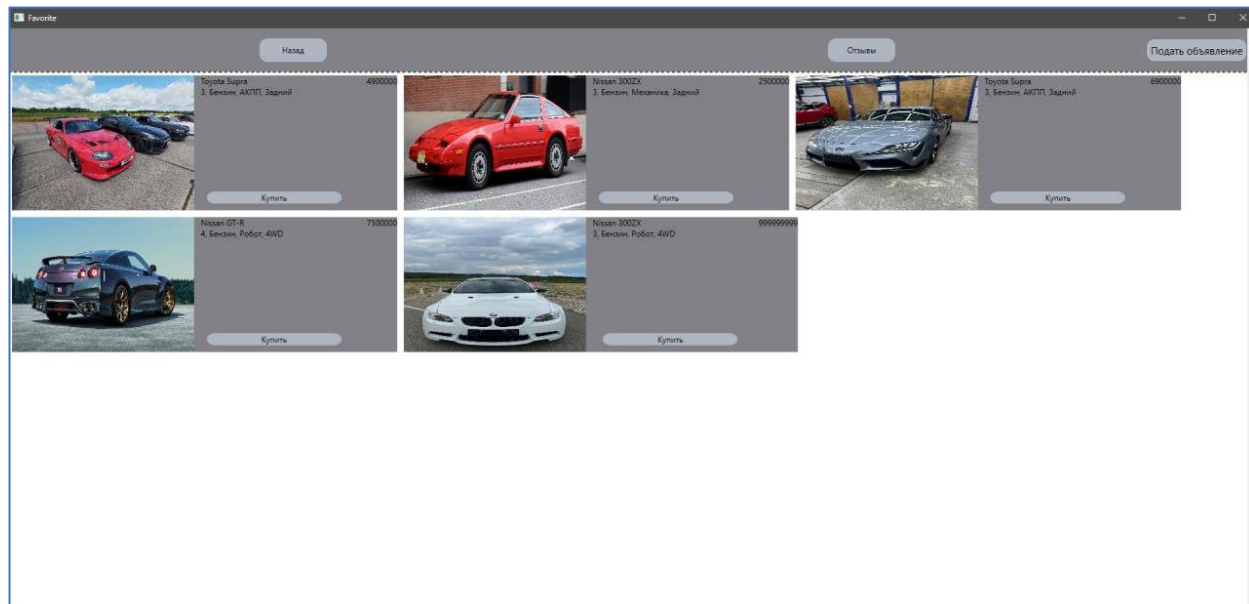 Favorite
Назад
Отзывы
Подать объявление
Toyota Supra 4900000
3, Бензин, АКПП, Задний
Купить
Nissan 300ZX 2500000
3, Бензин, Механика, Задний
Купить
Toyota Supra 6900000
3, Бензин, АКПП, Задний
Купить
Nissan GT-R 7500000
4, Бензин, Робот, 4WD
Купить
Nissan 300ZX 999999999
3, Бензин, Робот, 4WD
Купить